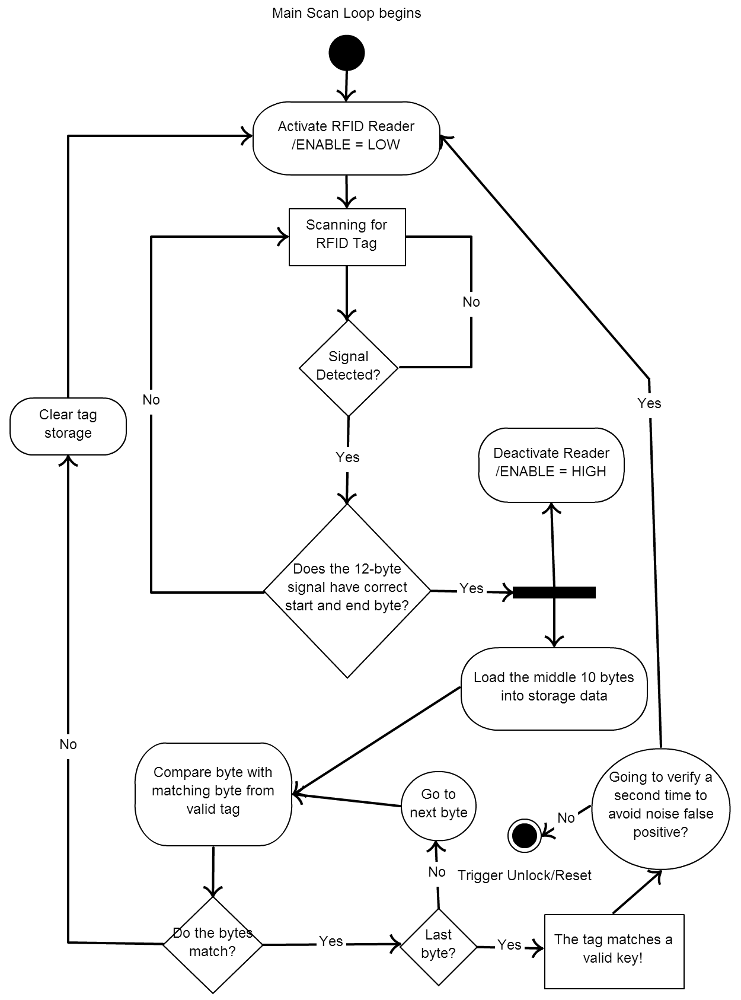 Main Scan Loop begins
Activate RFID Reader
/ENABLE = LOW
Scanning for
RFID Tag
No
Signal
Detected?
No
Clear tag
storage
Yes
Yes
Deactivate Reader
/ENABLE = HIGH
Does the 12-byte
signal have correct
start and end byte?
Yes
Load the middle 10 bytes
into storage data
No
Compare byte with
matching byte from
valid tag
Go to
next byte
Going to verify a
second time to
avoid noise false
positive?
No
No
Trigger Unlock/Reset
Do the bytes
match?
Yes
Last
byte?
Yes
The tag matches a
valid key!